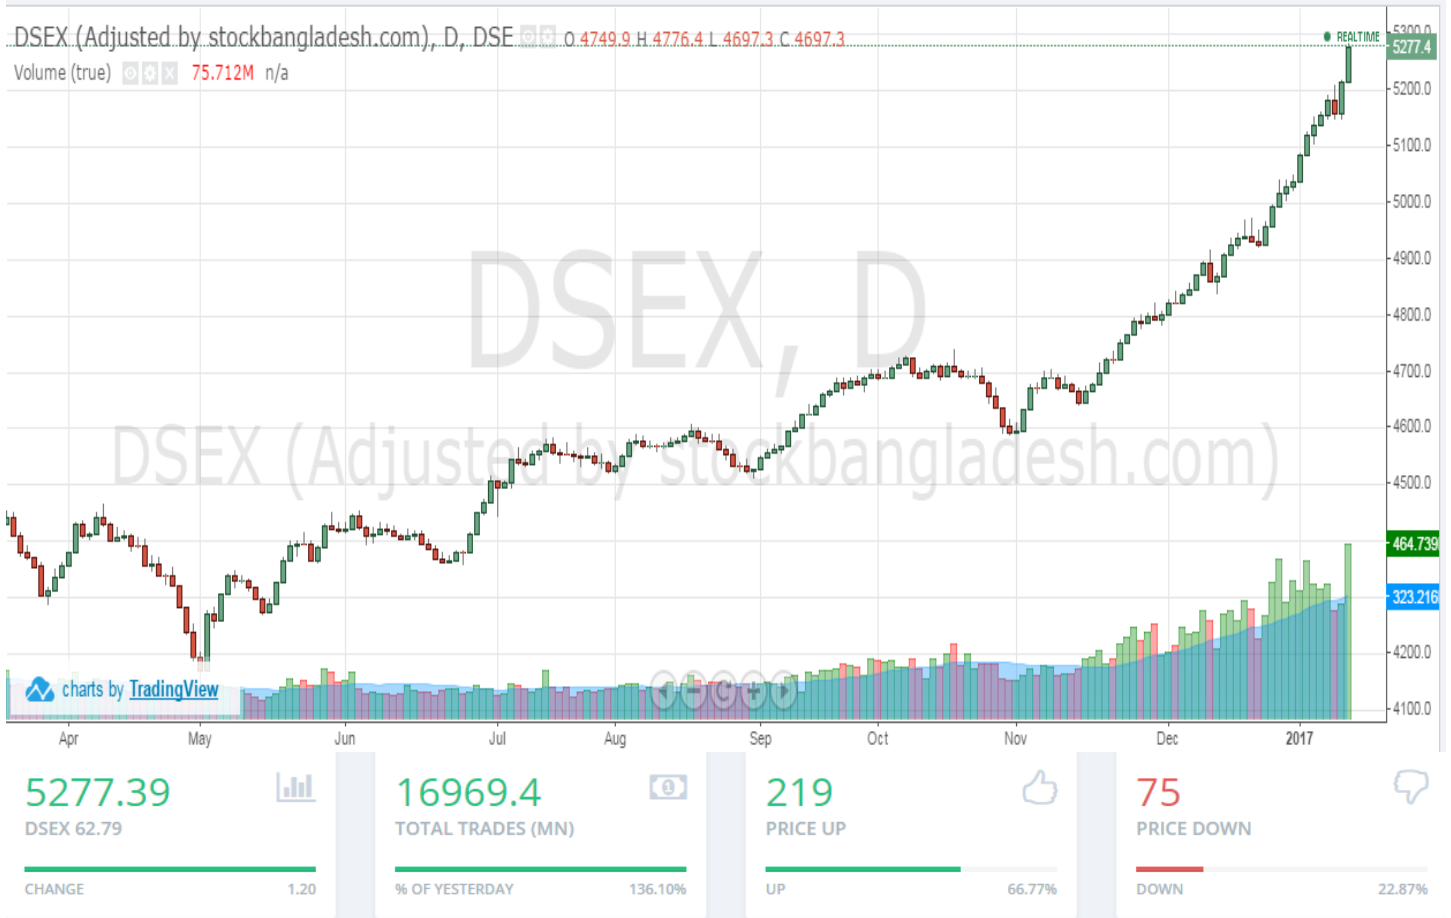 DSEX (Adjusted by stockbangladesh.com), D, DSE O 4749.9 H 4776.4 L 4697.3 C 4697.3
REALTIME
Volume (true) 75.712M n/a
5300.0
5277.4
5200.0
5100.0
5000.0
4900.0
4800.0
4700.0
4600.0
4500.0
464.739
323.216
4200.0
4100.0
DSEX, D
DSEX (Adjusted by stockbangladesh.com)
charts by TradingView
Apr May Jun Jul Aug Sep Oct Nov Dec 2017
5277.39
DSEX 62.79
CHANGE 1.20
16969.4
TOTAL TRADES (MN)
% OF YESTERDAY 136.10%
219
PRICE UP
UP 66.77%
75
PRICE DOWN
DOWN 22.87%